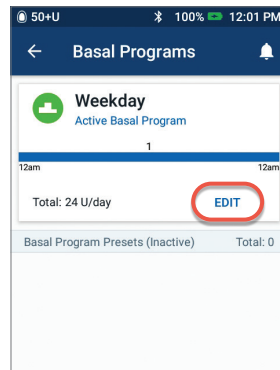 50+U 100% 12:01 PM
Basal Programs
Weekday
Active Basal Program
1
12am 12am
Total: 24 U/day EDIT
Basal Program Presets (Inactive) Total: 0